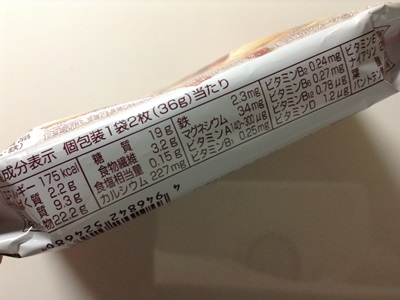 成分表示 個包装1袋2枚(36g)当たり
ギー 175kcal
く質 2.2g
質 9.3g
物 22.2g
糖質 19g
食物繊維 3.2g
食塩相当量 0.15g
カルシウム 227mg
鉄 2.3mg
マグネシウム 34mg
ビタミンA 140~300μg
ビタミンB₁ 0.25mg
ビタミンB₂ 0.24mg
ビタミンB₆ 0.27mg
ビタミンB₁₂ 0.78μg
ビタミンD 1.2μg
ビタミンE
ナイアシン
葉
パントテン